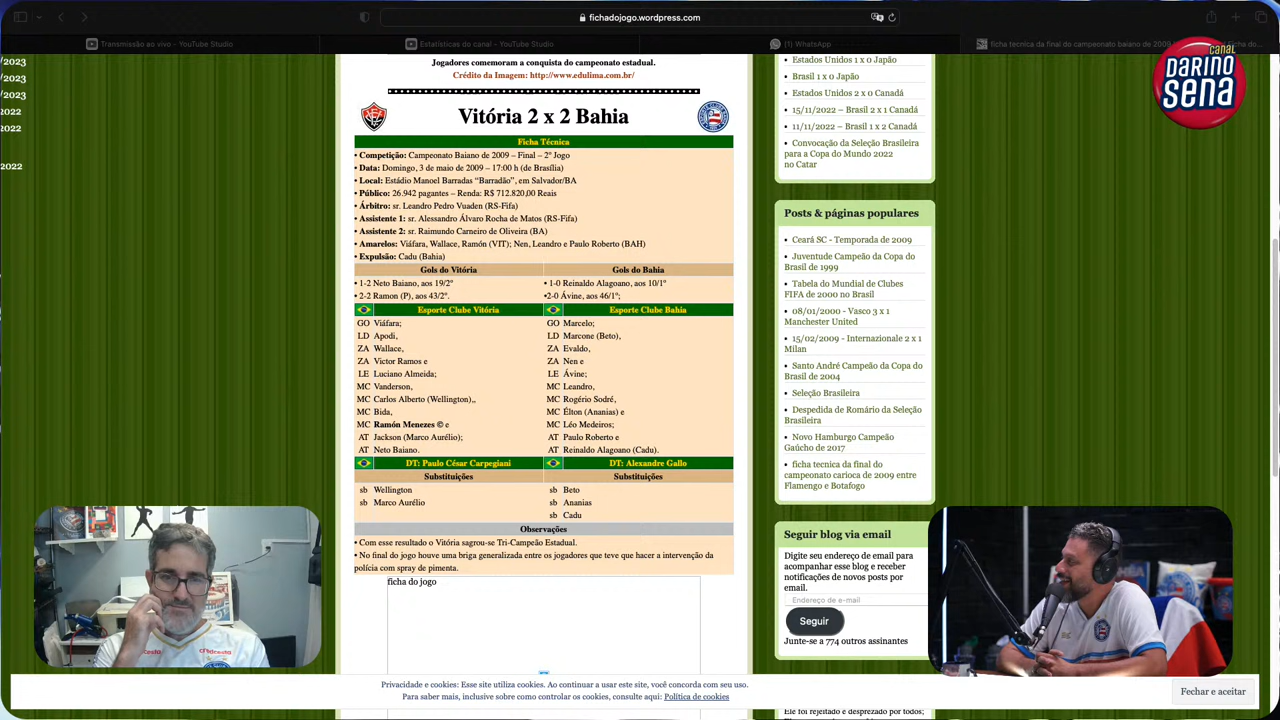 fichadojogo.wordpress.com
Transmissão ao vivo - YouTube Studio
Estatísticas do canal - YouTube Studio
(1) WhatsApp
/2023
/2023
/2023
2022
2022
2022
Jogadores comemoram a conquista do campeonato estadual.
Crédito da Imagem: http://www.edulima.com.br/
Vitória 2 x 2 Bahia
Ficha Técnica
• Competição: Campeonato Baiano de 2009 – Final – 2º Jogo
• Data: Domingo, 3 de maio de 2009 – 17:00 h (de Brasília)
• Local: Estádio Manoel Barradas “Barradão”, em Salvador/BA
• Público: 26.942 pagantes – Renda: R$ 712.820,00 Reais
• Árbitro: sr. Leandro Pedro Vuaden (RS-Fifa)
• Assistente 1: sr. Alessandro Álvaro Rocha de Matos (RS-Fifa)
• Assistente 2: sr. Raimundo Carneiro de Oliveira (BA)
• Amarelos: Viáfara, Wallace, Ramón (VIT); Nen, Leandro e Paulo Roberto (BAH)
• Expulsão: Cadu (Bahia)
Gols do Vitória
Gols do Bahia
• 1-2 Neto Baiano, aos 19/2º
• 1-0 Reinaldo Alagoano, aos 10/1º
• 2-2 Ramon (P), aos 43/2º.
•2-0 Ávine, aos 46/1º;
Esporte Clube Vitória
Esporte Clube Bahia
GO Viáfara;
GO Marcelo;
LD Apodi,
LD Marcone (Beto),
ZA Wallace,
ZA Evaldo,
ZA Victor Ramos e
ZA Nen e
LE Luciano Almeida;
LE Ávine;
MC Vanderson,
MC Leandro,
MC Carlos Alberto (Wellington),,
MC Rogério Sodré,
MC Bida,
MC Élton (Ananias) e
MC Ramón Menezes © e
MC Léo Medeiros;
AT Jackson (Marco Aurélio);
AT Paulo Roberto e
AT Neto Baiano.
AT Reinaldo Alagoano (Cadu).
DT: Paulo César Carpegiani
DT: Alexandre Gallo
Substituições
Substituições
sb Wellington
sb Beto
sb Marco Aurélio
sb Ananias
sb Cadu
Observações
• Com esse resultado o Vitória sagrou-se Tri-Campeão Estadual.
• No final do jogo houve uma briga generalizada entre os jogadores que teve que hacer a intervenção da
polícia com spray de pimenta.
ficha do jogo
Estados Unidos 1 x 0 Japão
Brasil 1 x 0 Japão
Estados Unidos 2 x 0 Canadá
15/11/2022 – Brasil 2 x 1 Canadá
11/11/2022 – Brasil 1 x 2 Canadá
Convocação da Seleção Brasileira
para a Copa do Mundo 2022
no Catar
canal
DARINO
SENA
Posts & páginas populares
Ceará SC - Temporada de 2009
Juventude Campeão da Copa do
Brasil de 1999
Tabela do Mundial de Clubes
FIFA de 2000 no Brasil
08/01/2000 - Vasco 3 x 1
Manchester United
15/02/2009 - Internazionale 2 x 1
Milan
Santo André Campeão da Copa do
Brasil de 2004
Seleção Brasileira
Despedida de Romário da Seleção
Brasileira
Novo Hamburgo Campeão
Gaúcho de 2017
ficha tecnica da final do
campeonato carioca de 2009 entre
Flamengo e Botafogo
Seguir blog via email
Digite seu endereço de email para
acompanhar esse blog e receber
notificações de novos posts por
email.
Endereço de e-mail
Seguir
Junte-se a 774 outros assinantes
Privacidade e cookies: Esse site utiliza cookies. Ao continuar a usar este site, você concorda com seu uso.
Para saber mais, inclusive sobre como controlar os cookies, consulte aqui: Política de cookies
Fechar e aceitar
Ele foi rejeitado e desprezado por todos;